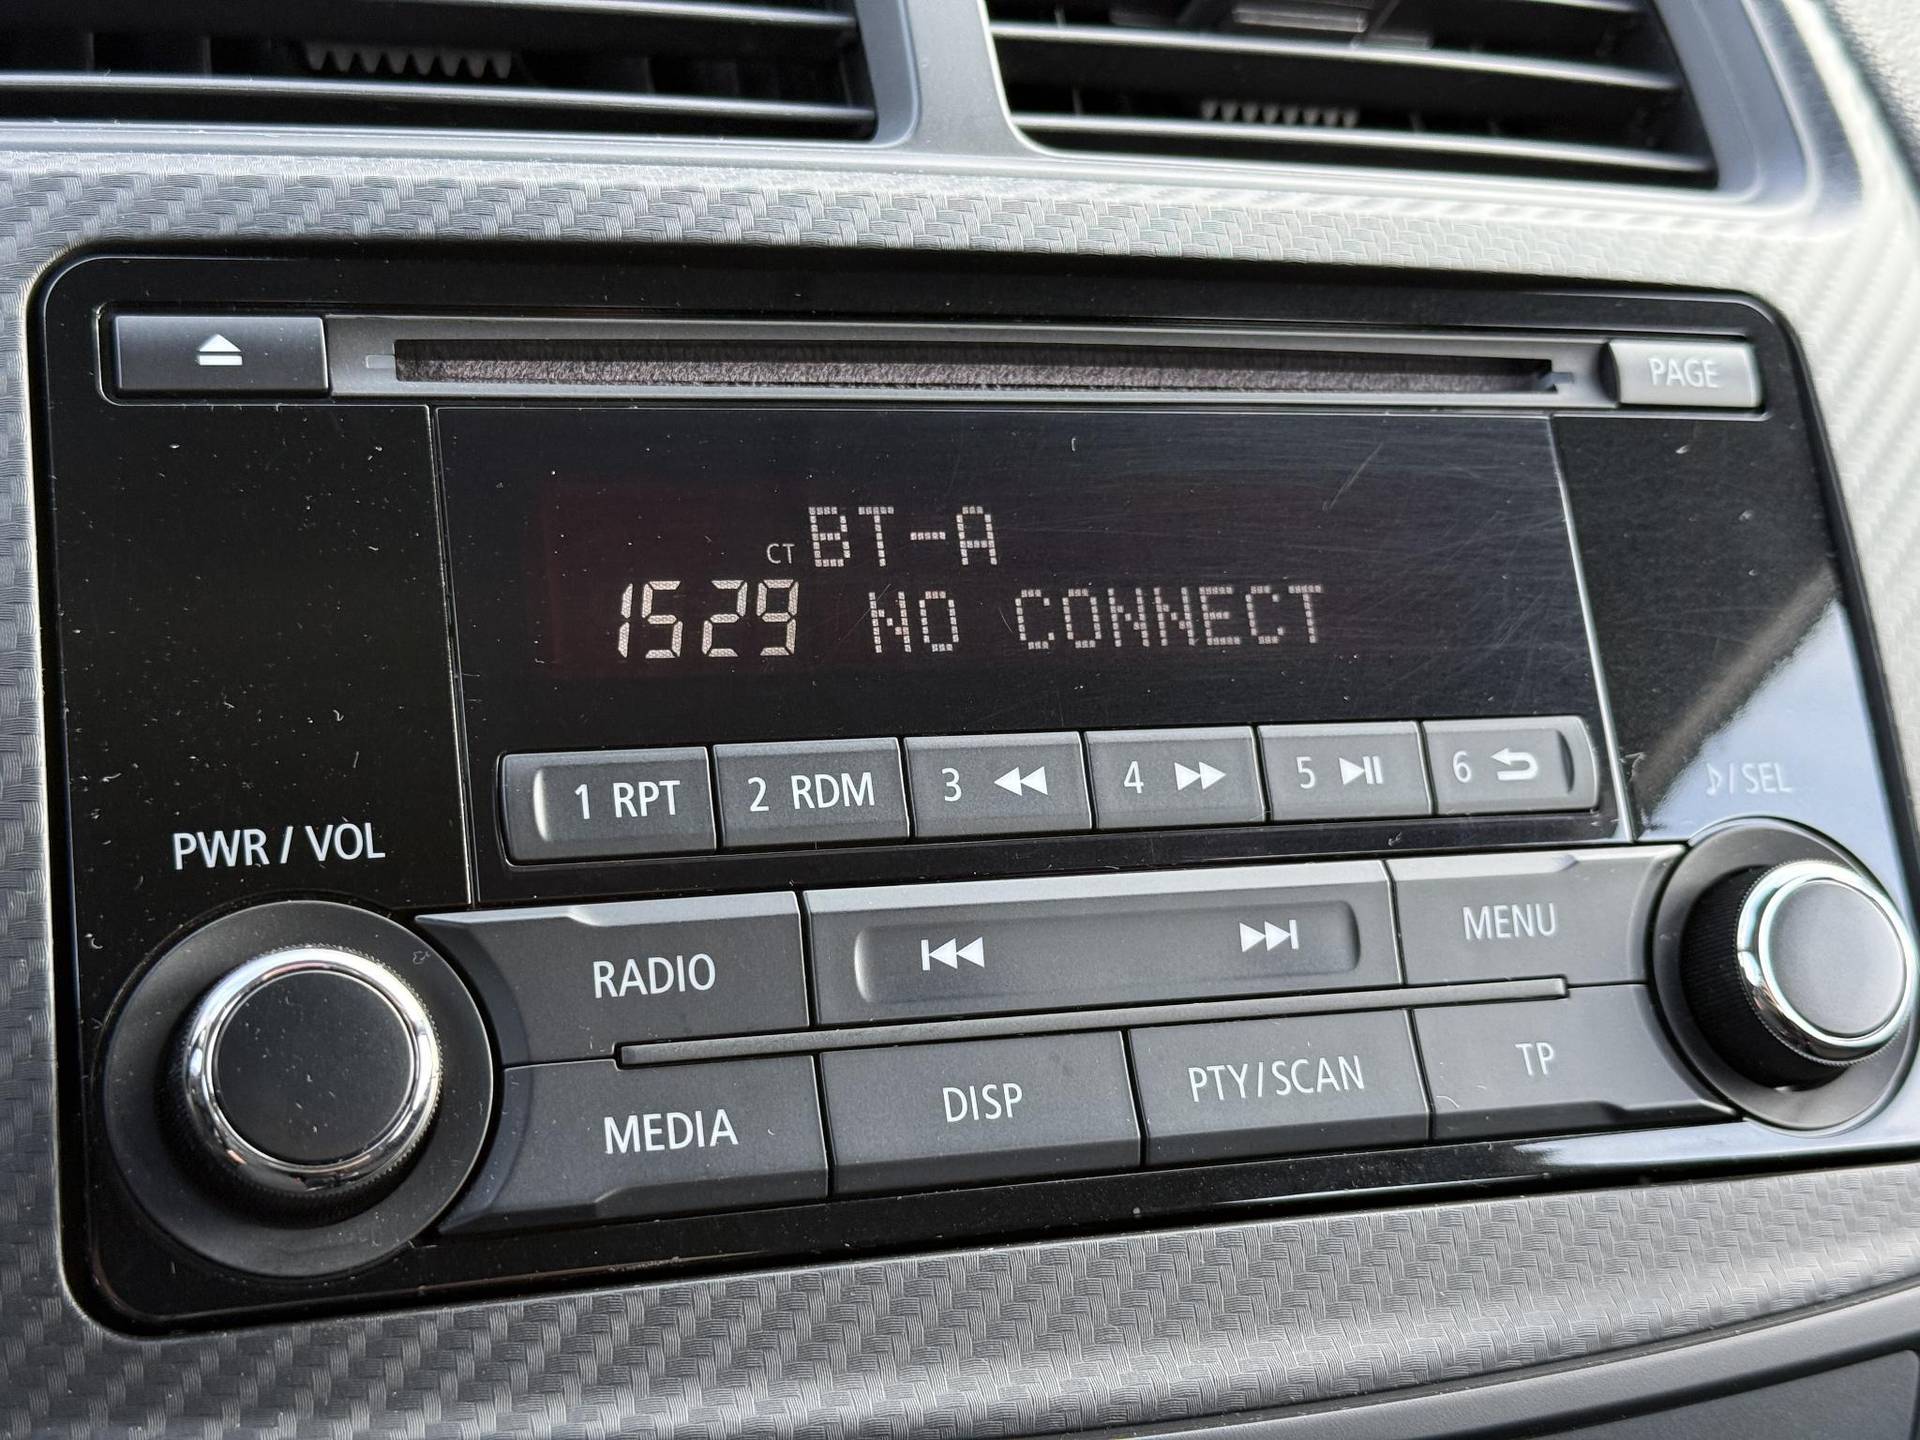 PAGE
CT BT-A
1529 NO CONNECT
1 RPT 2 RDM 3 4 5 6
PWR / VOL
/ SEL
RADIO
MENU
MEDIA
DISP
PTY/SCAN
TP